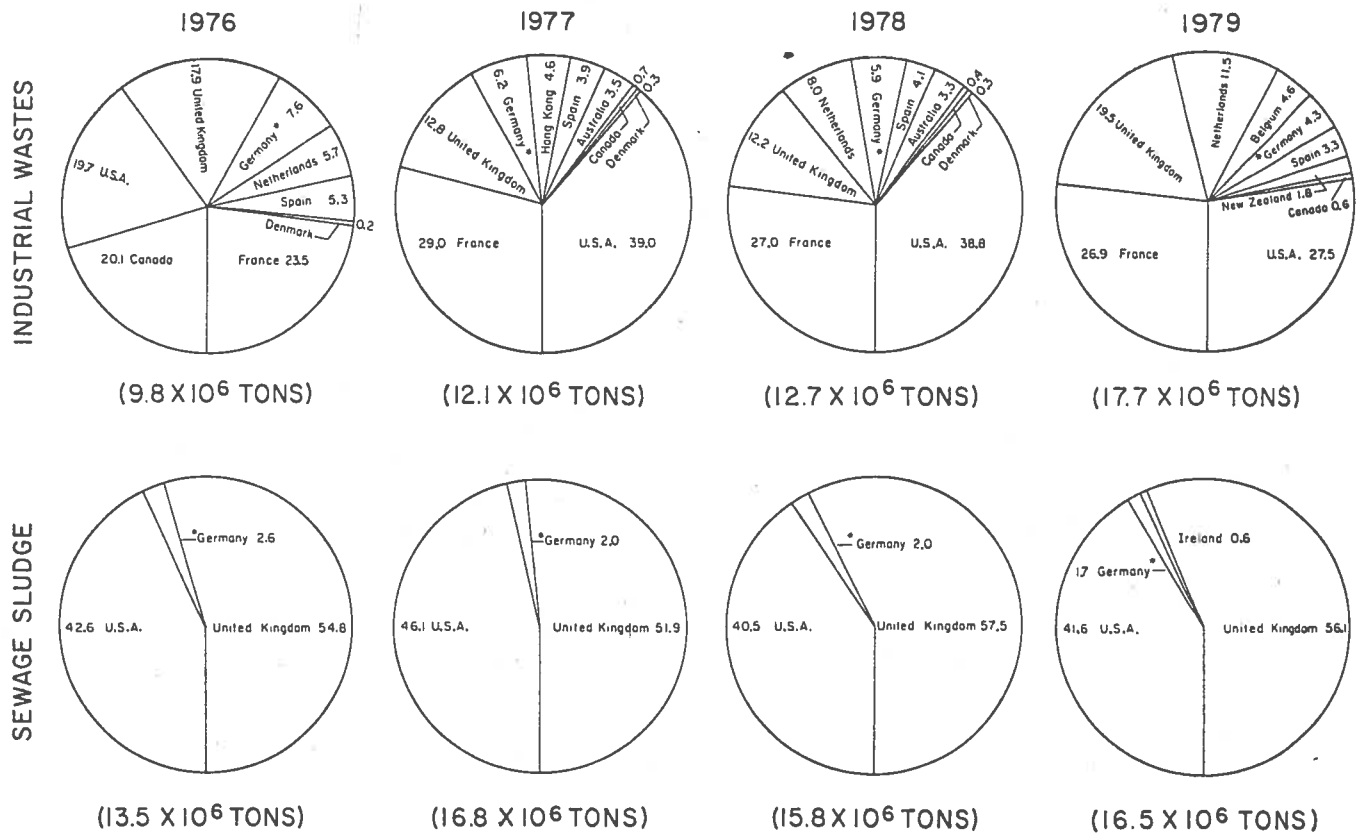 1976
1977
1978
1979
INDUSTRIAL WASTES
17.9 United Kingdom
Germany* 7.6
Netherlands 5.7
Spain 5.3
Denmark 0.2
France 23.5
20.1 Canada
19.7 U.S.A.
(9.8 X 10⁶ TONS)
12.8 United Kingdom
6.2 Germany*
Hong Kong 4.6
Spain 3.9
Australia 3.5
Canada 0.7
Denmark 0.3
U.S.A. 39.0
29.0 France
(12.1 X 10⁶ TONS)
12.2 United Kingdom
8.0 Netherlands
5.9 Germany*
Spain 4.1
Australia 3.3
Canada 0.4
Denmark 0.3
U.S.A. 38.8
27.0 France
(12.7 X 10⁶ TONS)
19.5 United Kingdom
Netherlands 11.5
Belgium 4.6
*Germany 4.3
Spain 3.3
New Zealand 1.8
Canada 0.6
U.S.A. 27.5
26.9 France
(17.7 X 10⁶ TONS)
SEWAGE SLUDGE
*Germany 2.6
42.6 U.S.A.
United Kingdom 54.8
(13.5 X 10⁶ TONS)
*Germany 2.0
46.1 U.S.A.
United Kingdom 51.9
(16.8 X 10⁶ TONS)
*Germany 2.0
40.5 U.S.A.
United Kingdom 57.5
(15.8 X 10⁶ TONS)
Ireland 0.6
1.7 Germany*
41.6 U.S.A.
United Kingdom 56.1
(16.5 X 10⁶ TONS)